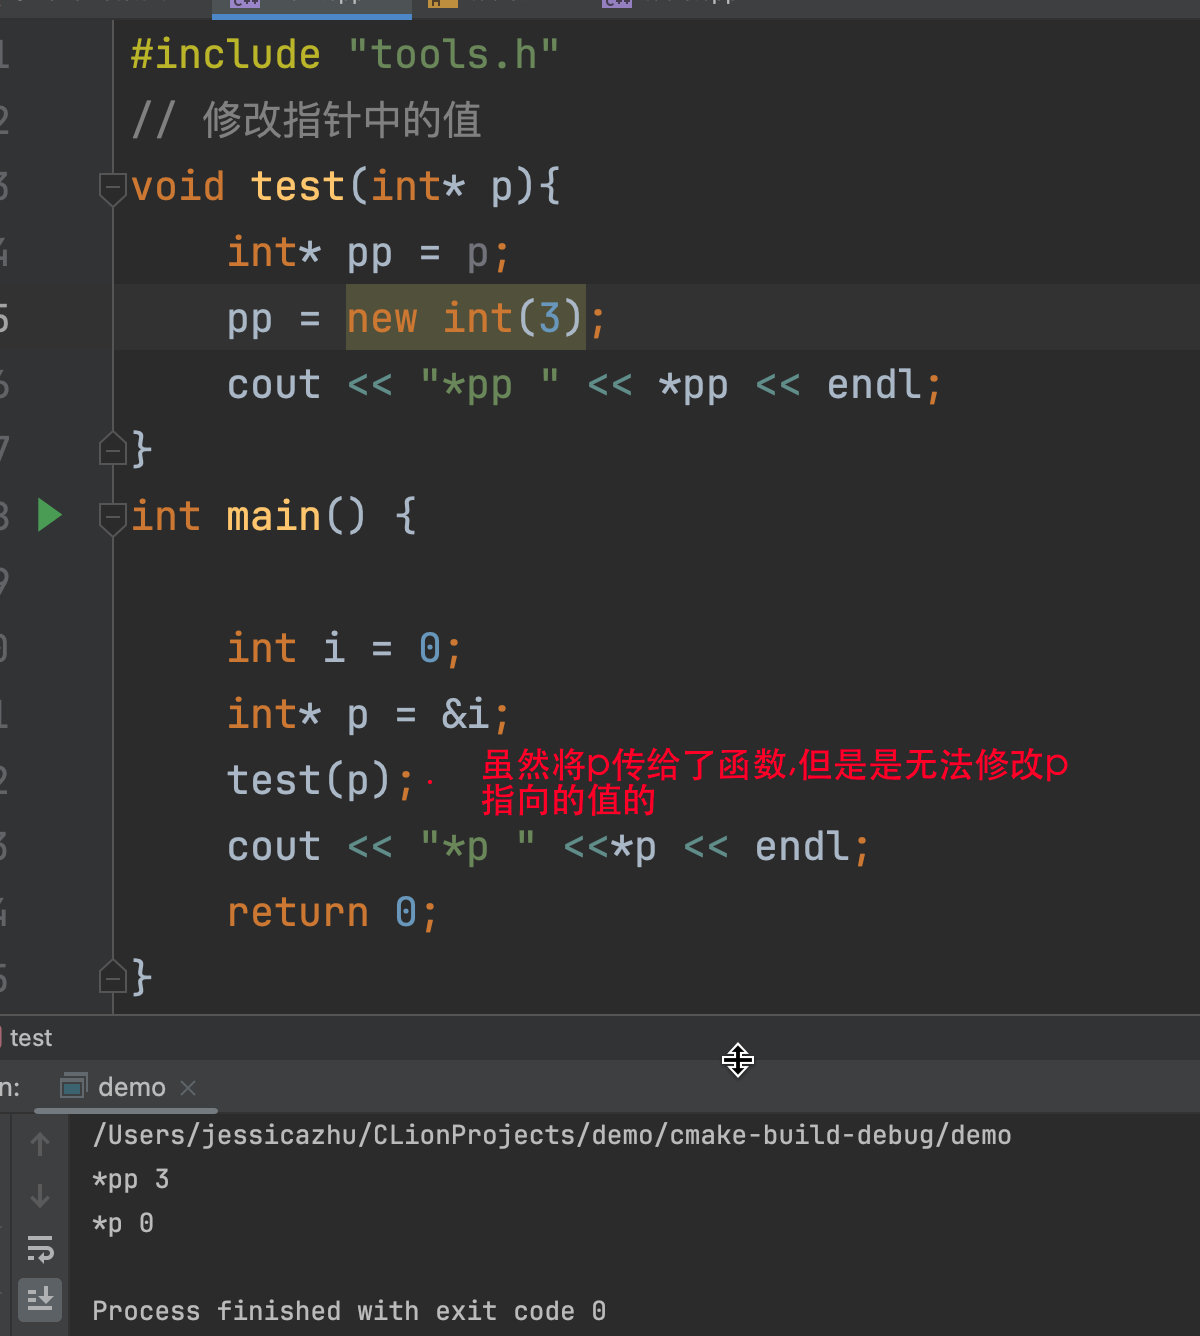 #include "tools.h"
// 修改指针中的值
void test(int* p){
int* pp = p;
pp = new int(3);
cout << "*pp " << *pp << endl;
}
int main() {
int i = 0;
int* p = &i;
test(p);
虽然将p传给了函数,但是是无法修改p
指向的值的
cout << "*p " <<*p << endl;
return 0;
}
test
demo
/Users/jessicazhu/CLionProjects/demo/cmake-build-debug/demo
*pp 3
*p 0
Process finished with exit code 0